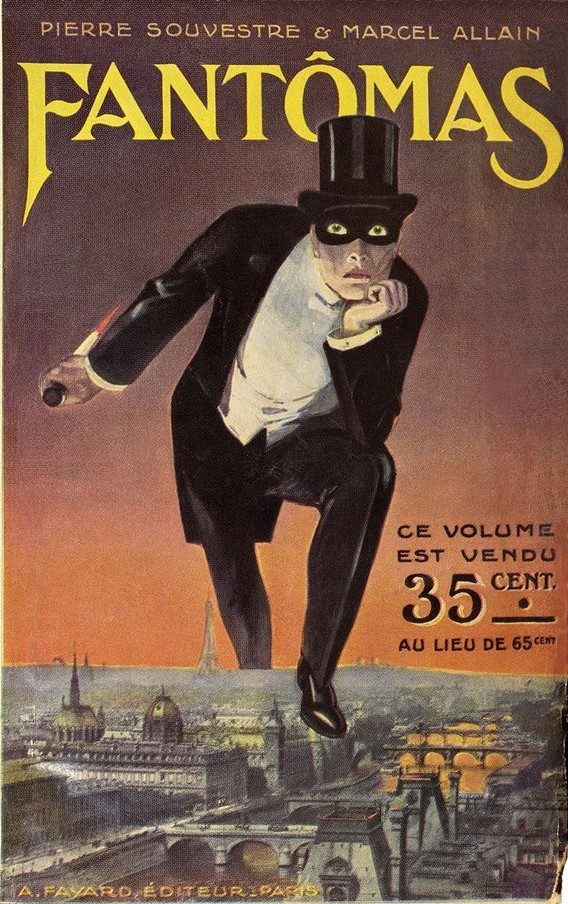 PIERRE SOUVESTRE & MARCEL ALLAIN
FANTÔMAS
CE VOLUME
EST VENDU
35 CENT.
AU LIEU DE 65 CENT
A. FAYARD, ÉDITEUR-PARIS